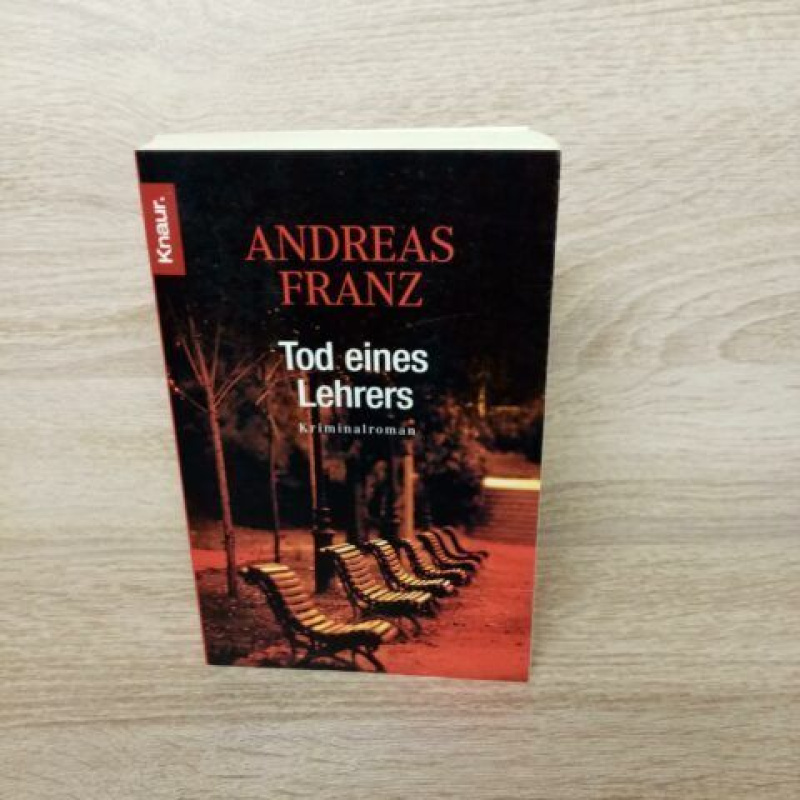 Knaur.
ANDREAS
FRANZ
Tod eines
Lehrers
Kriminalroman